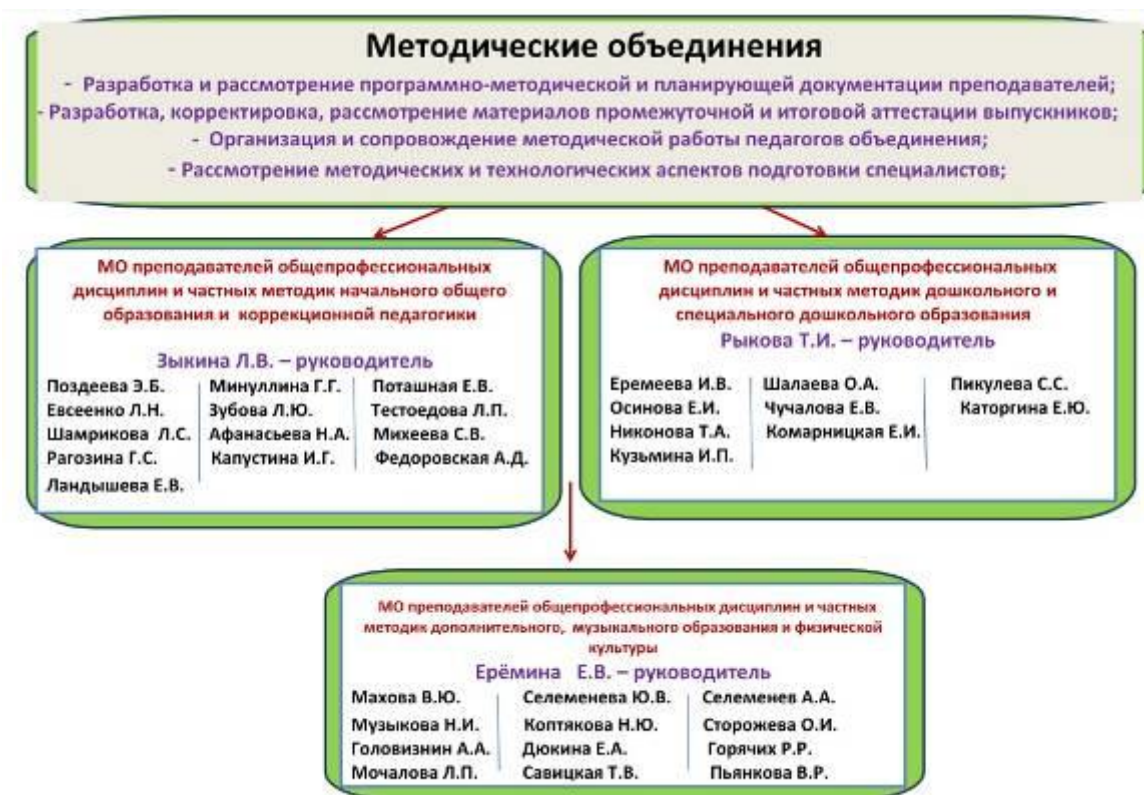 Методические объединения
- Разработка и рассмотрение программно-методической и планирующей документации преподавателей;
- Разработка, корректировка, рассмотрение материалов промежуточной и итоговой аттестации выпускников;
- Организация и сопровождение методической работы педагогов объединения;
- Рассмотрение методических и технологических аспектов подготовки специалистов;
МО преподавателей общепрофессиональных
дисциплин и частных методик начального общего
образования и коррекционной педагогики
Зыкина Л.В. – руководитель
Поздеева Э.Б. Минуллина Г.Г. Поташная Е.В.
Евсеенко Л.Н. Зубова Л.Ю. Тестоедова Л.П.
Шамрикова Л.С. Афанасьева Н.А. Михеева С.В.
Рагозина Г.С. Капустина И.Г. Федоровская А.Д.
Ландышева Е.В.
МО преподавателей общепрофессиональных
дисциплин и частных методик дошкольного и
специального дошкольного образования
Рыкова Т.И. – руководитель
Еремеева И.В. Шалаева О.А. Пикулева С.С.
Осинова Е.И. Чучалова Е.В. Каторгина Е.Ю.
Никонова Т.А. Комарницкая Е.И.
Кузьмина И.П.
МО преподавателей общепрофессиональных дисциплин и частных
методик дополнительного, музыкального образования и физической
культуры
Ерёмина Е.В. – руководитель
Махова В.Ю. Селеменева Ю.В. Селеменев А.А.
Музыкова Н.И. Коптякова Н.Ю. Сторожева О.И.
Головизнин А.А. Дюкина Е.А. Горячих Р.Р.
Мочалова Л.П. Савицкая Т.В. Пьянкова В.Р.